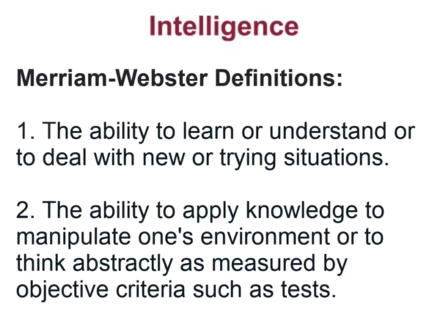 Intelligence
Merriam-Webster Definitions:
1. The ability to learn or understand or
to deal with new or trying situations.
2. The ability to apply knowledge to
manipulate one's environment or to
think abstractly as measured by
objective criteria such as tests.